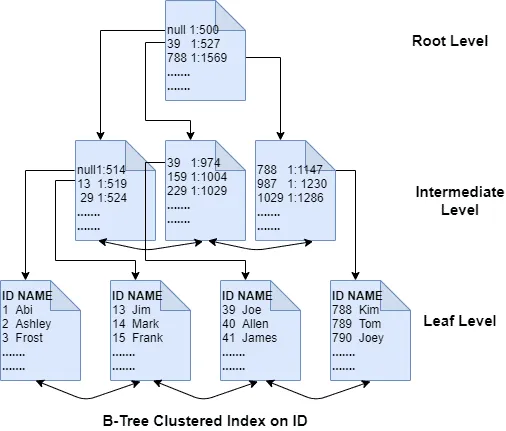 null 1:500
39 1:527
788 1:1569
.......
.......
Root Level
null1:514
13 1:519
29 1:524
.......
.......
39 1:974
159 1:1004
229 1:1029
.......
.......
788 1:1147
987 1: 1230
1029 1:1286
.......
.......
Intermediate
Level
ID NAME
1 Abi
2 Ashley
3 Frost
.......
.......
ID NAME
13 Jim
14 Mark
15 Frank
.......
.......
ID NAME
39 Joe
40 Allen
41 James
.......
.......
ID NAME
788 Kim
789 Tom
790 Joey
.......
.......
Leaf Level
B-Tree Clustered Index on ID